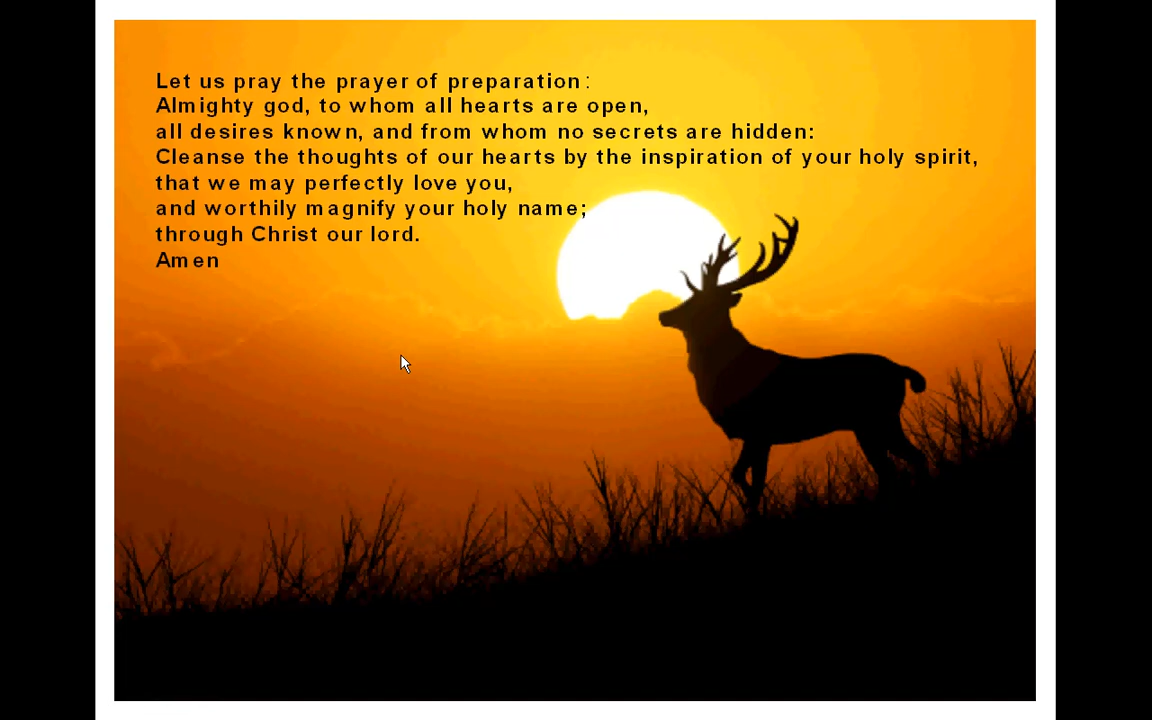 Let us pray the prayer of preparation:
Almighty god, to whom all hearts are open,
all desires known, and from whom no secrets are hidden:
Cleanse the thoughts of our hearts by the inspiration of your holy spirit,
that we may perfectly love you,
and worthily magnify your holy name;
through Christ our lord.
Amen